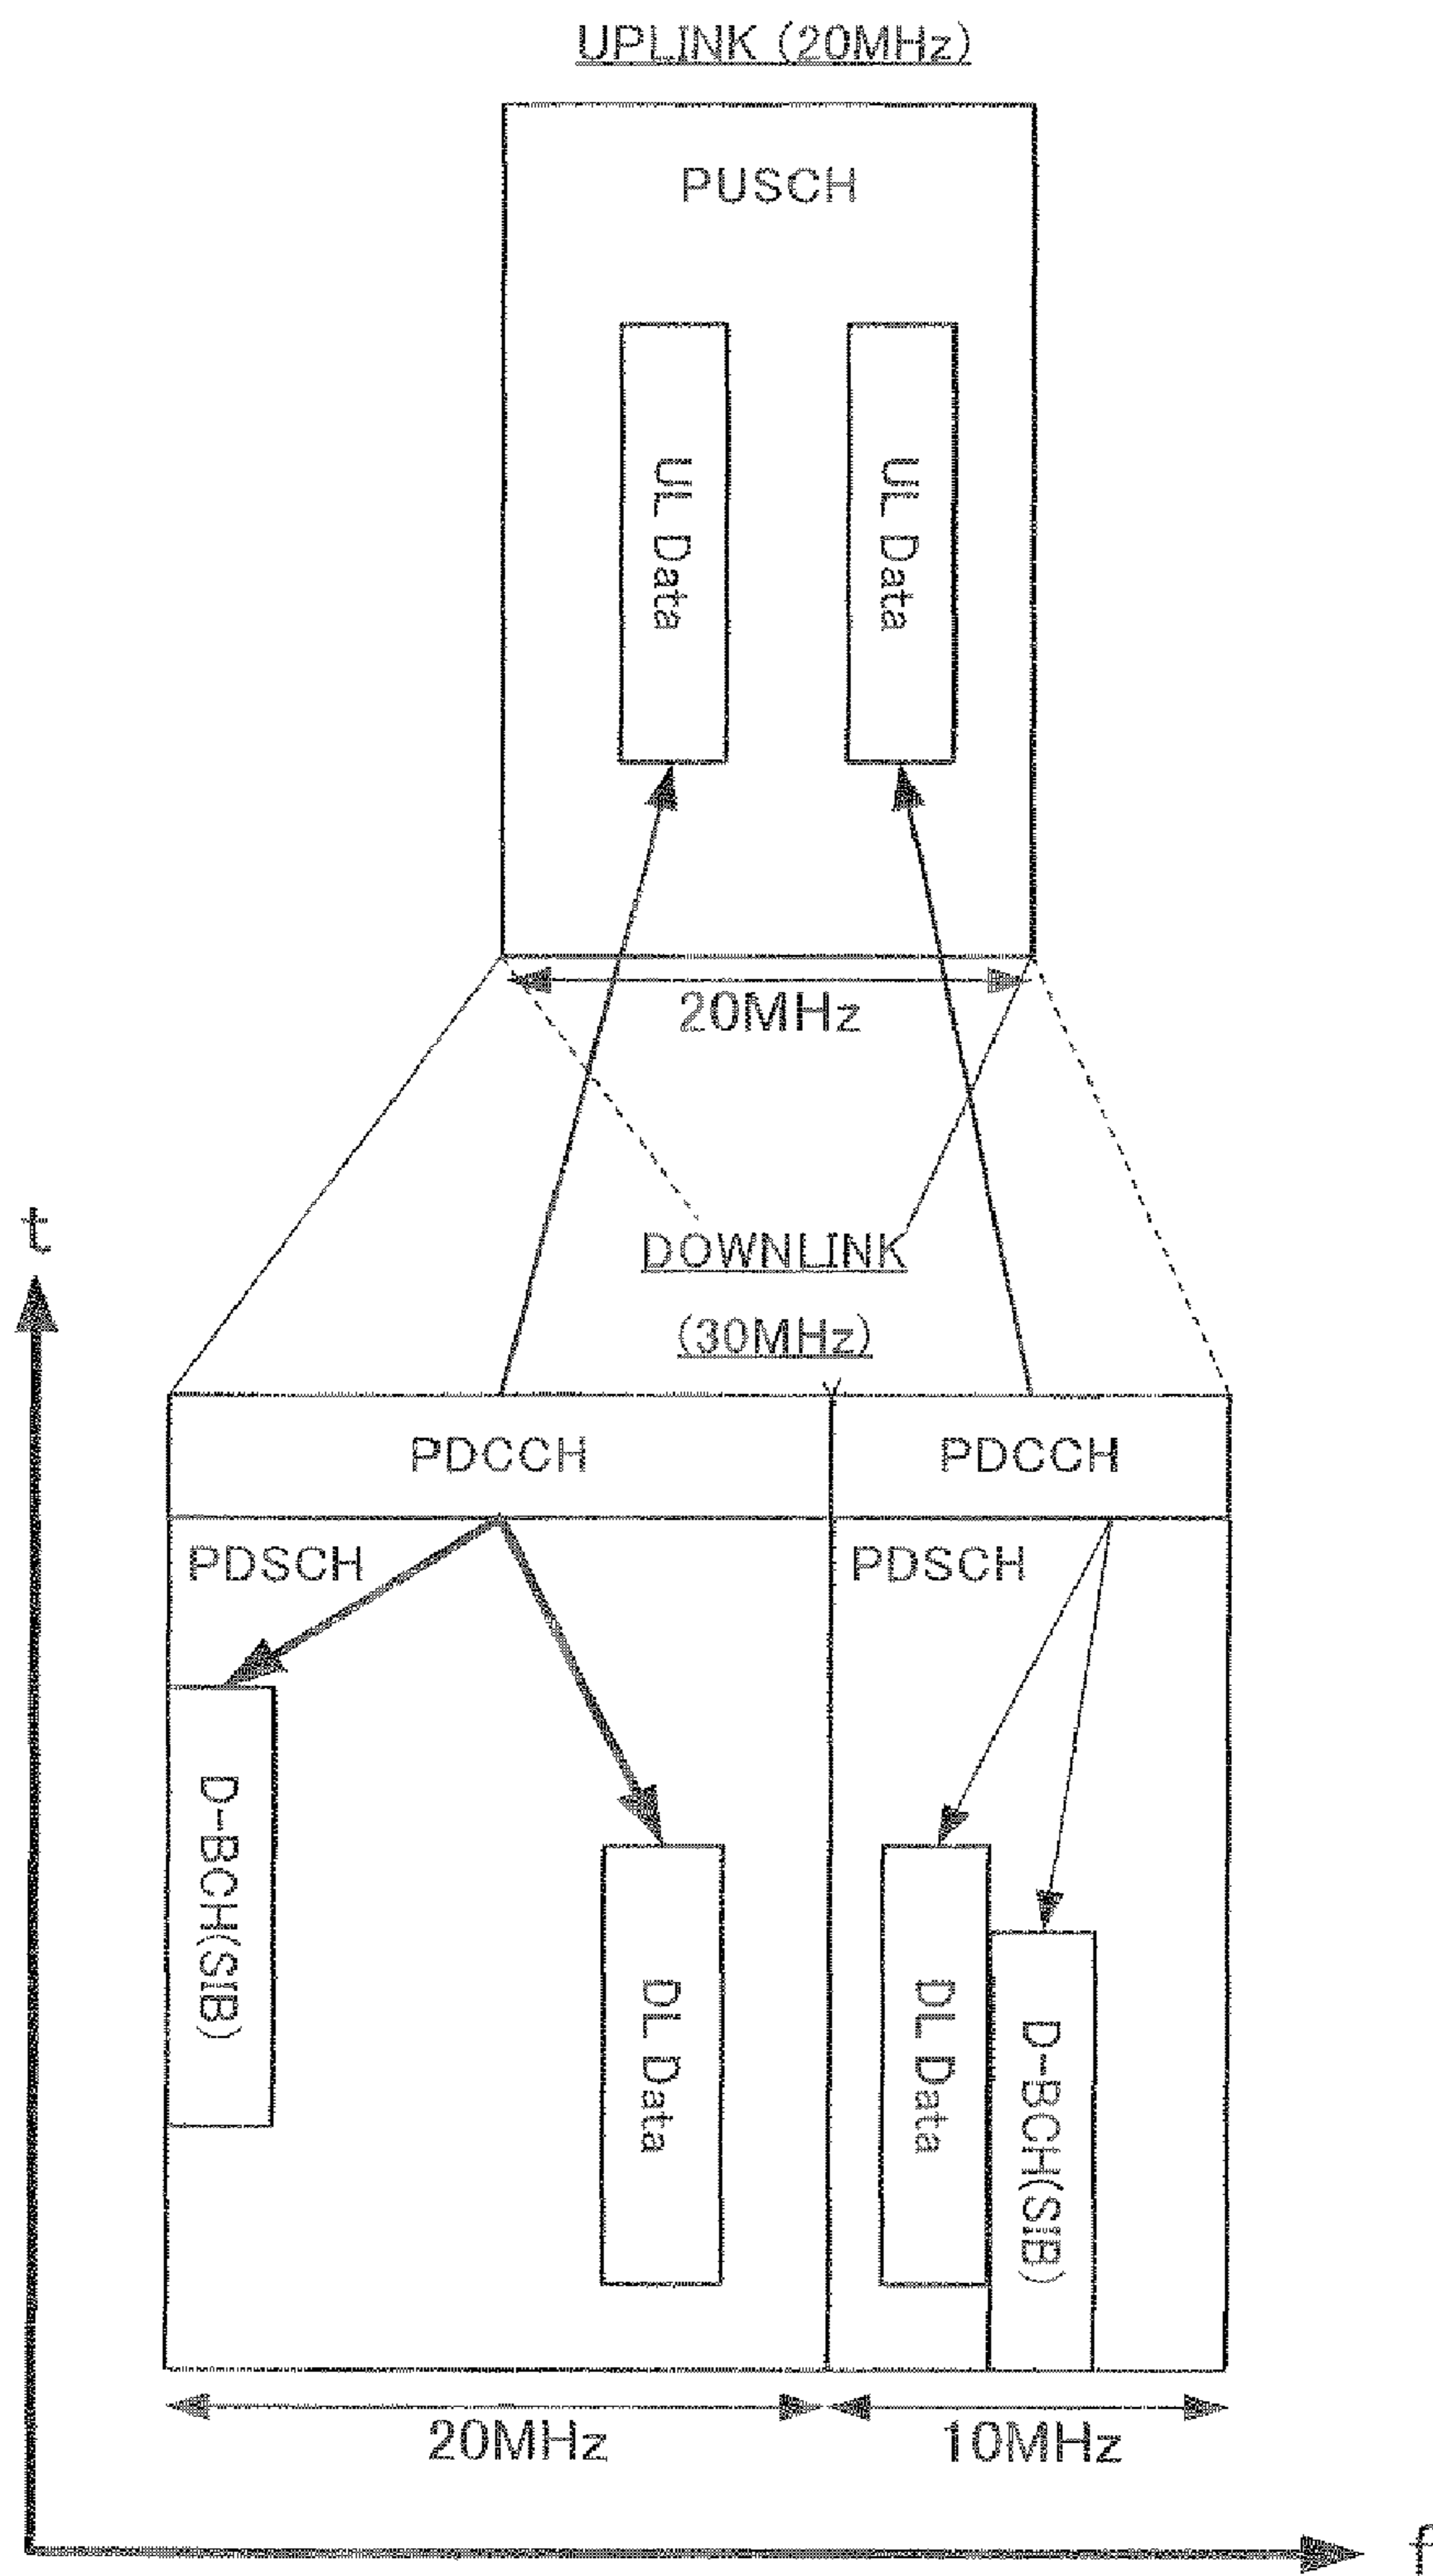 UPLINK (20MHz)
PUSCH
UL Data
UL Data
20MHz
t
DOWNLINK
(30MHz)
PDCCH
PDCCH
PDSCH
PDSCH
D-BCH(SIB)
DL Data
DL Data
D-BCH(SIB)
20MHz
10MHz
f